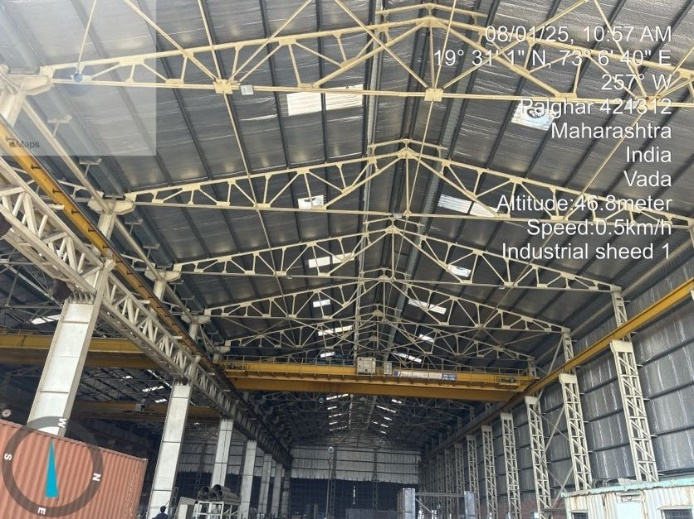 08/01/25, 10:57 AM
19° 31' 1" N, 73° 6' 40" E
257° W
Palghar 421312
Maharashtra
India
Vada
Altitude:46.8meter
Speed:0.5km/h
Industrial sheed 1
Maps
W
N
S
E